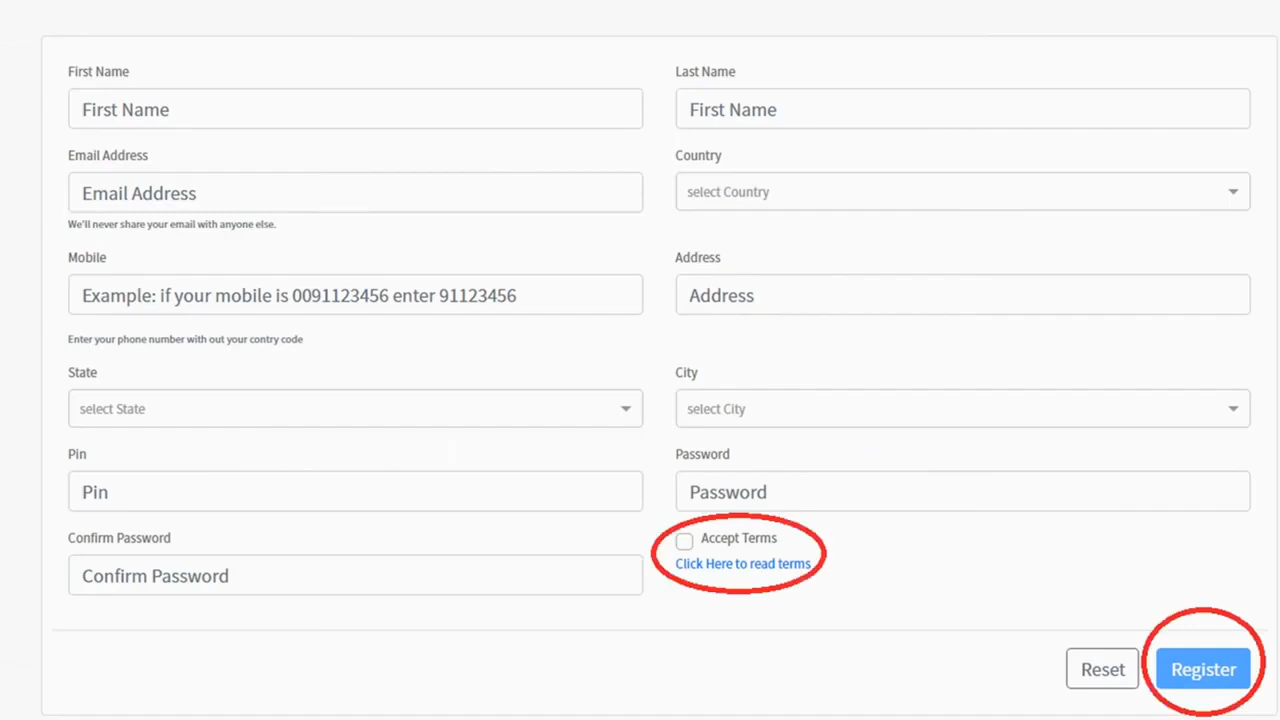 First Name
Last Name
First Name
First Name
Email Address
Country
Email Address
select Country
We'll never share your email with anyone else.
Mobile
Address
Example: if your mobile is 0091123456 enter 91123456
Address
Enter your phone number with out your contry code
State
City
select State
select City
Pin
Password
Pin
Password
Confirm Password
Accept Terms
Click Here to read terms
Confirm Password
Reset
Register